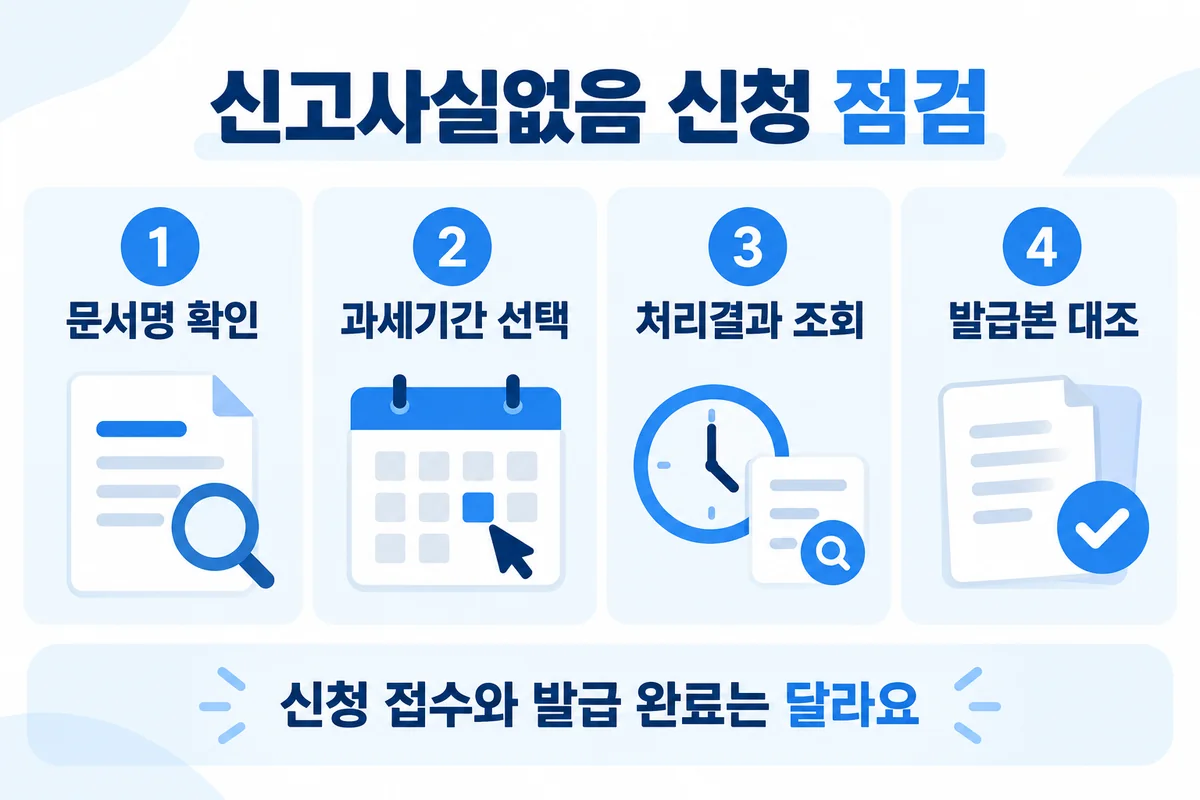 신고사실없음 신청 점검
1
문서명 확인
2
과세기간 선택
3
처리결과 조회
4
발급본 대조
신청 접수와 발급 완료는 달라요